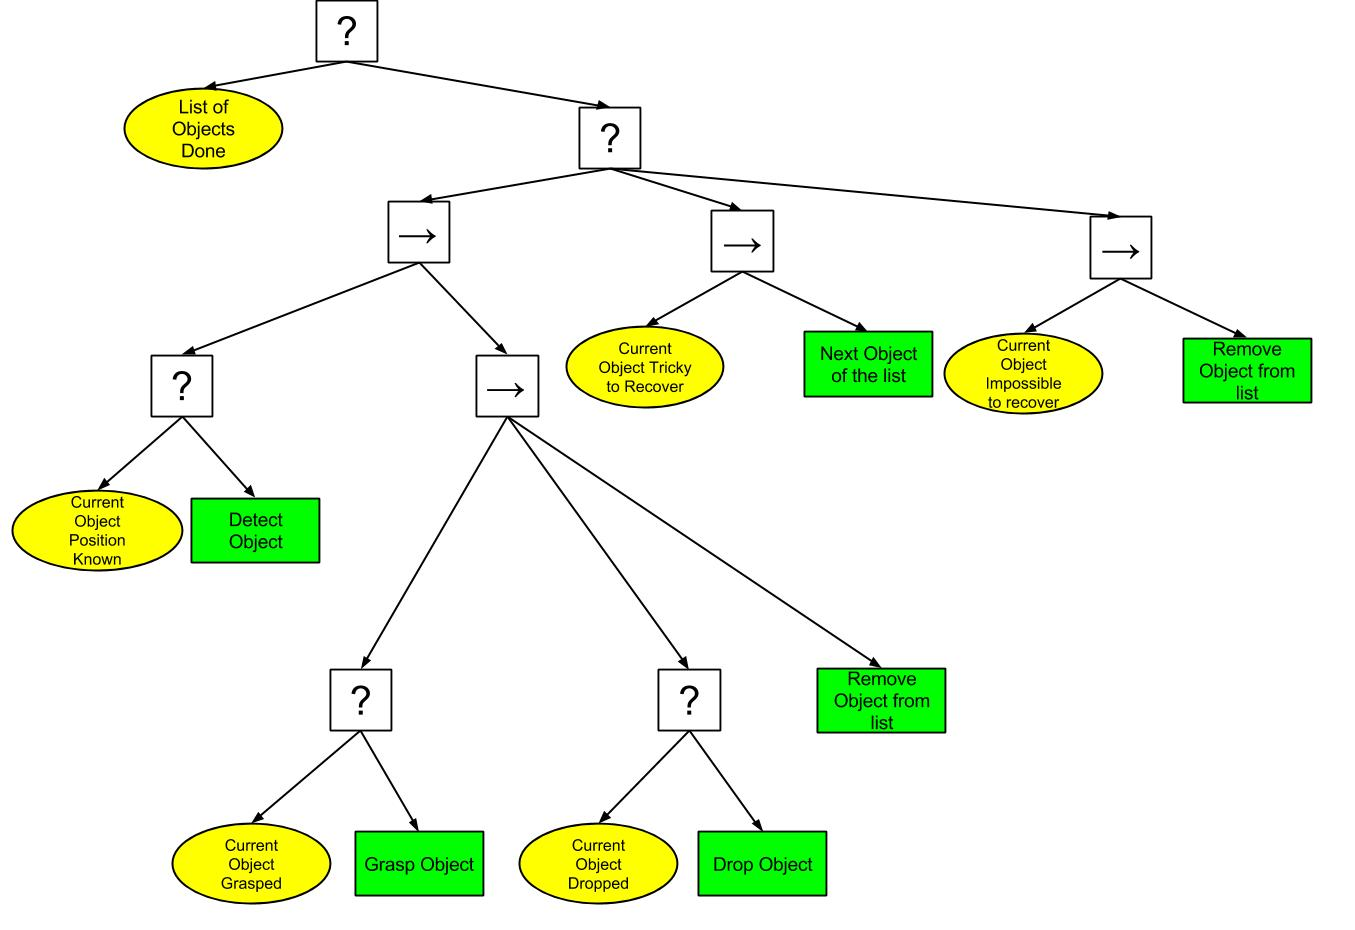 ?
List of
Objects
Done
?
→
→
→
?
→
Current
Object Tricky
to Recover
Next Object
of the list
Current
Object
Impossible
to recover
Remove
Object from
list
Current
Object
Position
Known
Detect
Object
?
?
Remove
Object from
list
Current
Object
Grasped
Grasp Object
Current
Object
Dropped
Drop Object